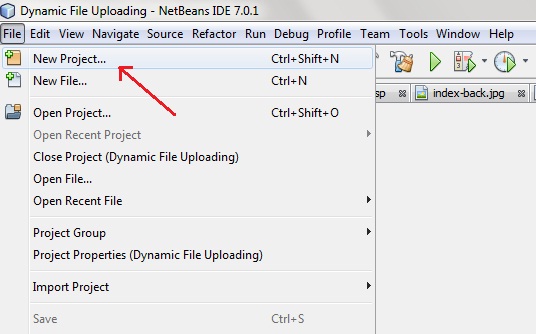 Dynamic File Uploading - NetBeans IDE 7.0.1
File Edit View Navigate Source Refactor Run Debug Profile Team Tools Window Help
New Project... Ctrl+Shift+N
New File... Ctrl+N
sp index-back.jpg
Open Project... Ctrl+Shift+O
Open Recent Project
Close Project (Dynamic File Uploading)
Open File...
Open Recent File
Project Group
Project Properties (Dynamic File Uploading)
Import Project
Save Ctrl+S